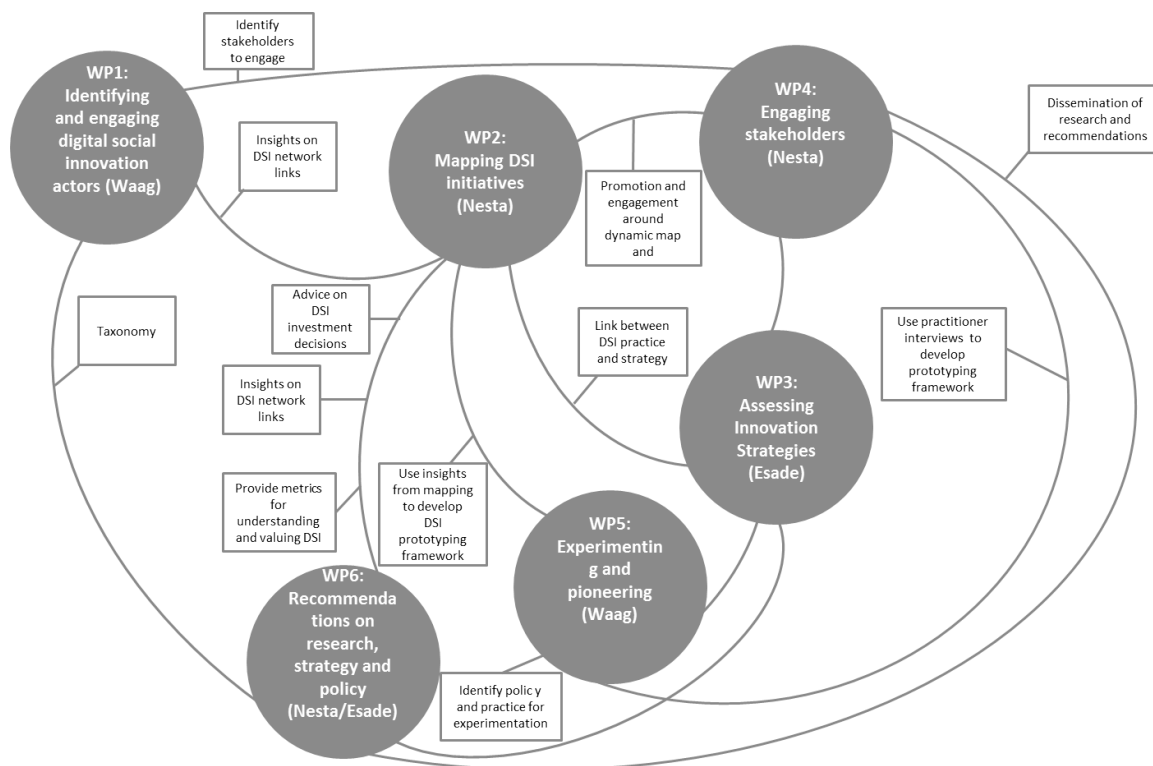 Identify
stakeholders
to engage
WP1:
Identifying
and engaging
digital social
innovation
actors (Waag)
Insights on
DSI network
links
WP2:
Mapping DSI
initiatives
(Nesta)
WP4:
Engaging
stakeholders
(Nesta)
Dissemination of
research and
recommendations
Promotion and
engagement
around
dynamic map
and
Taxonomy
Advice on
DSI
investment
decisions
Link between
DSI practice
and strategy
Use practitioner
interviews to
develop
prototyping
framework
Insights on
DSI network
links
WP3:
Assessing
Innovation
Strategies
(Esade)
Provide metrics
for
understanding
and valuing DSI
Use insights
from mapping
to develop
DSI
prototyping
framework
WP5:
Experimentin
g and
pioneering
(Waag)
WP6:
Recommenda
tions on
research,
strategy and
policy
(Nesta/Esade)
Identify policy
and practice for
experimentation